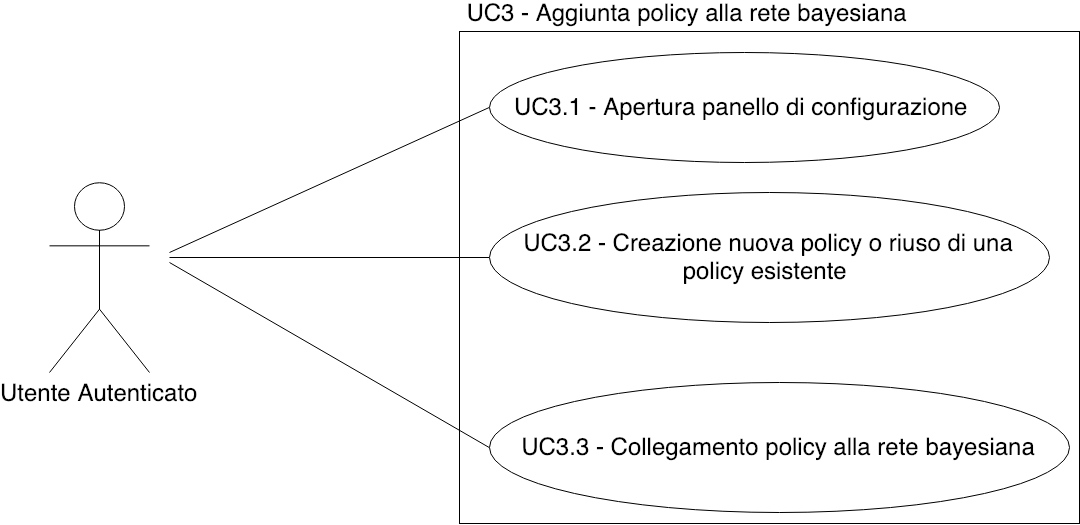 UC3 - Aggiunta policy alla rete bayesiana
UC3.1 - Apertura panello di configurazione
UC3.2 - Creazione nuova policy o riuso di una
policy esistente
Utente Autenticato
UC3.3 - Collegamento policy alla rete bayesiana